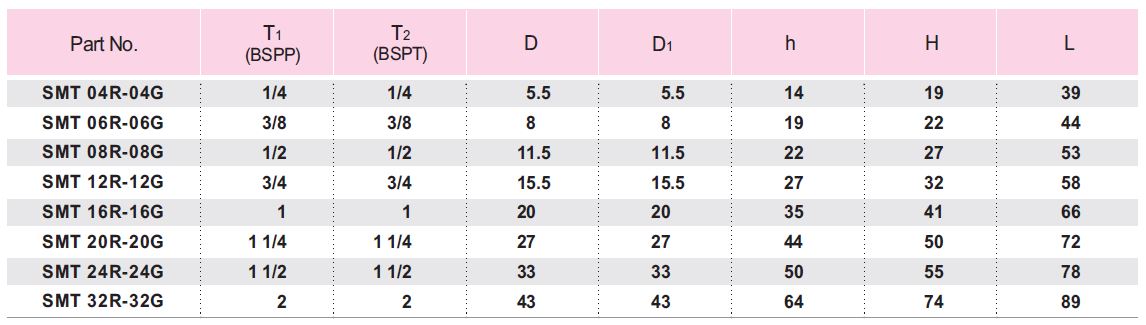 Part No. T1 (BSPP) T2 (BSPT) D D1 h H L
SMT 04R-04G 1/4 1/4 5.5 5.5 14 19 39
SMT 06R-06G 3/8 3/8 8 8 19 22 44
SMT 08R-08G 1/2 1/2 11.5 11.5 22 27 53
SMT 12R-12G 3/4 3/4 15.5 15.5 27 32 58
SMT 16R-16G 1 1 20 20 35 41 66
SMT 20R-20G 1 1/4 1 1/4 27 27 44 50 72
SMT 24R-24G 1 1/2 1 1/2 33 33 50 55 78
SMT 32R-32G 2 2 43 43 64 74 89